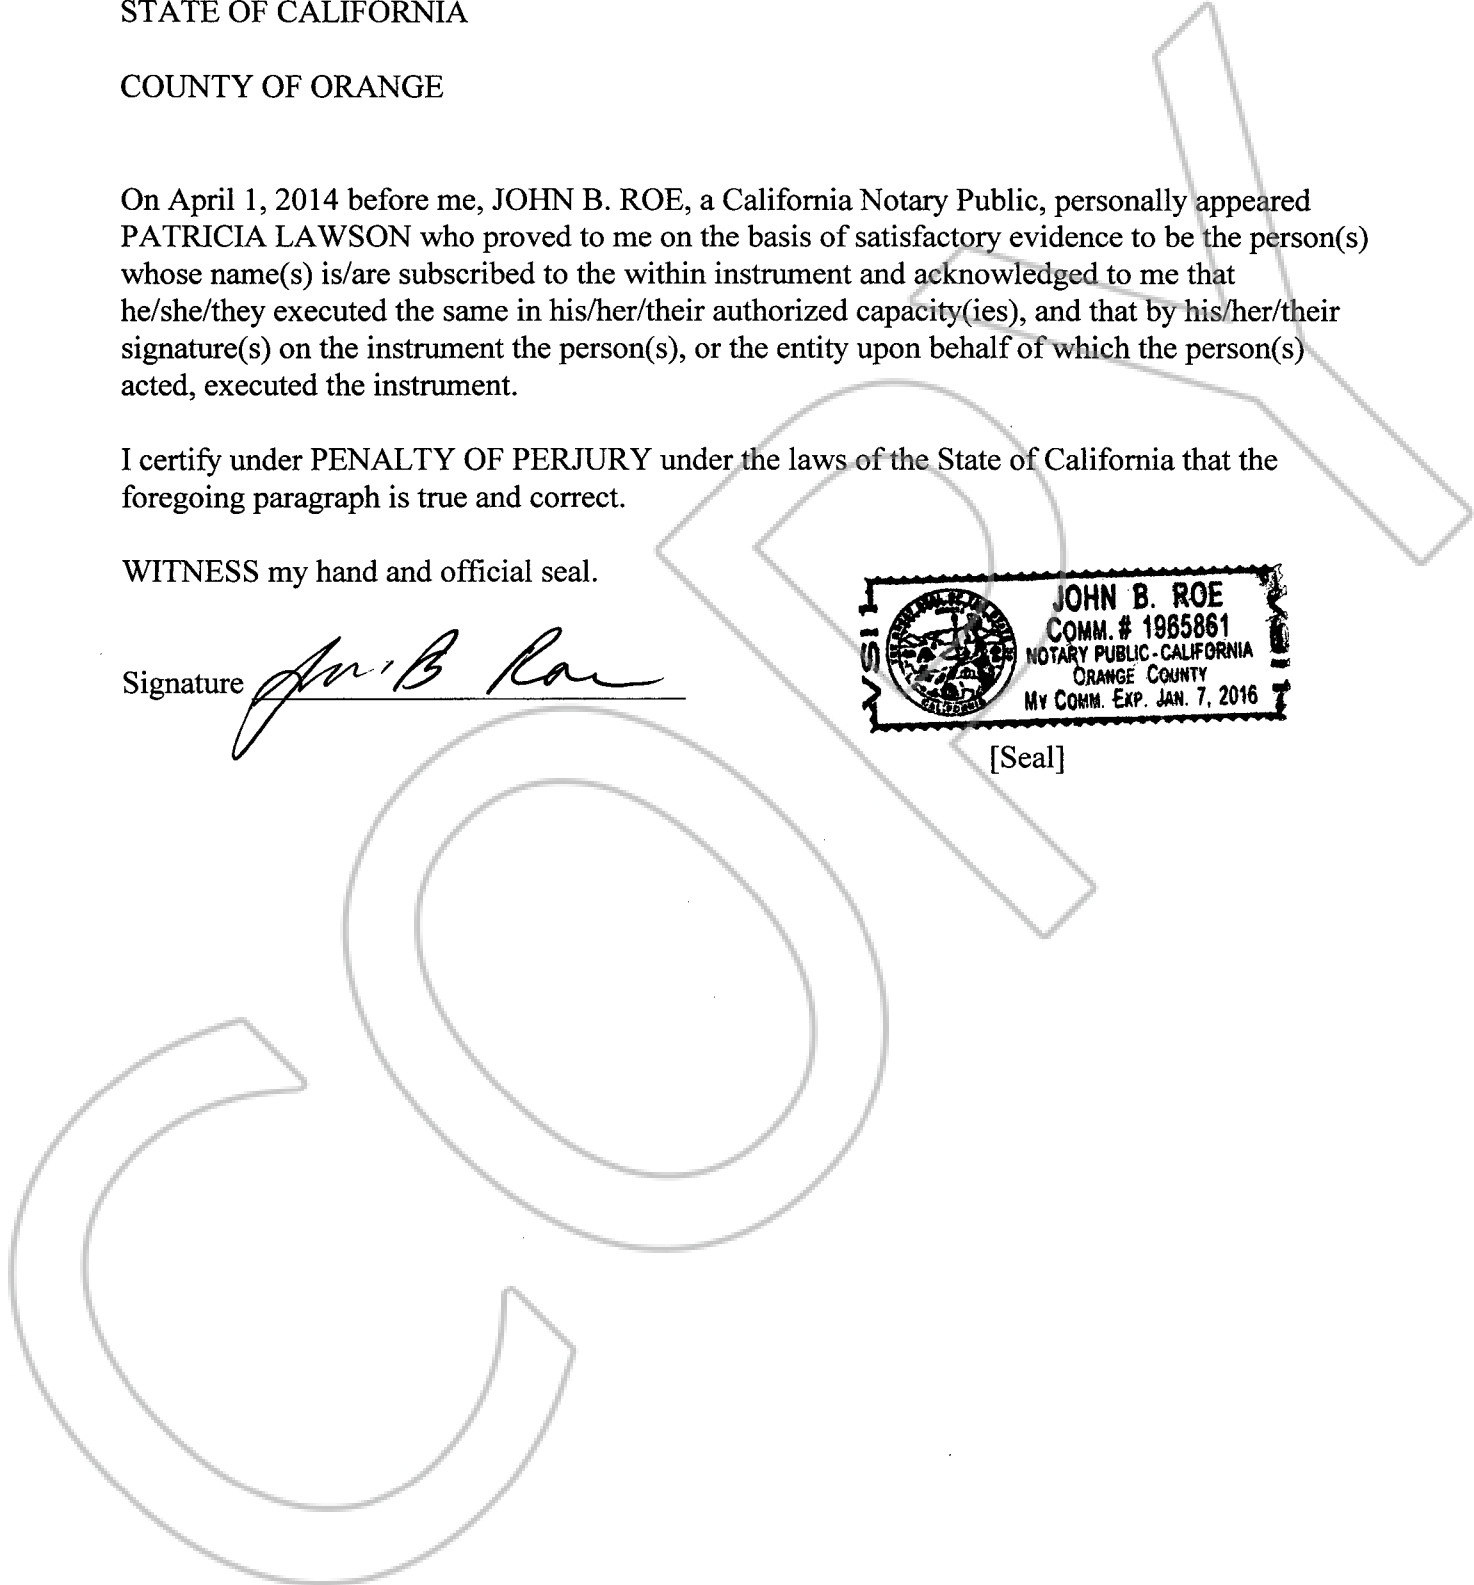 STATE OF CALIFORNIA
COUNTY OF ORANGE
On April 1, 2014 before me, JOHN B. ROE, a California Notary Public, personally appeared
PATRICIA LAWSON who proved to me on the basis of satisfactory evidence to be the person(s)
whose name(s) is/are subscribed to the within instrument and acknowledged to me that
he/she/they executed the same in his/her/their authorized capacity(ies), and that by his/her/their
signature(s) on the instrument the person(s), or the entity upon behalf of which the person(s)
acted, executed the instrument.
I certify under PENALTY OF PERJURY under the laws of the State of California that the
foregoing paragraph is true and correct.
WITNESS my hand and official seal.
Signature
JOHN B. ROE
COMM. # 1965861
NOTARY PUBLIC-CALIFORNIA
ORANGE COUNTY
MY COMM. EXP. JAN. 7, 2016
[Seal]
COPY